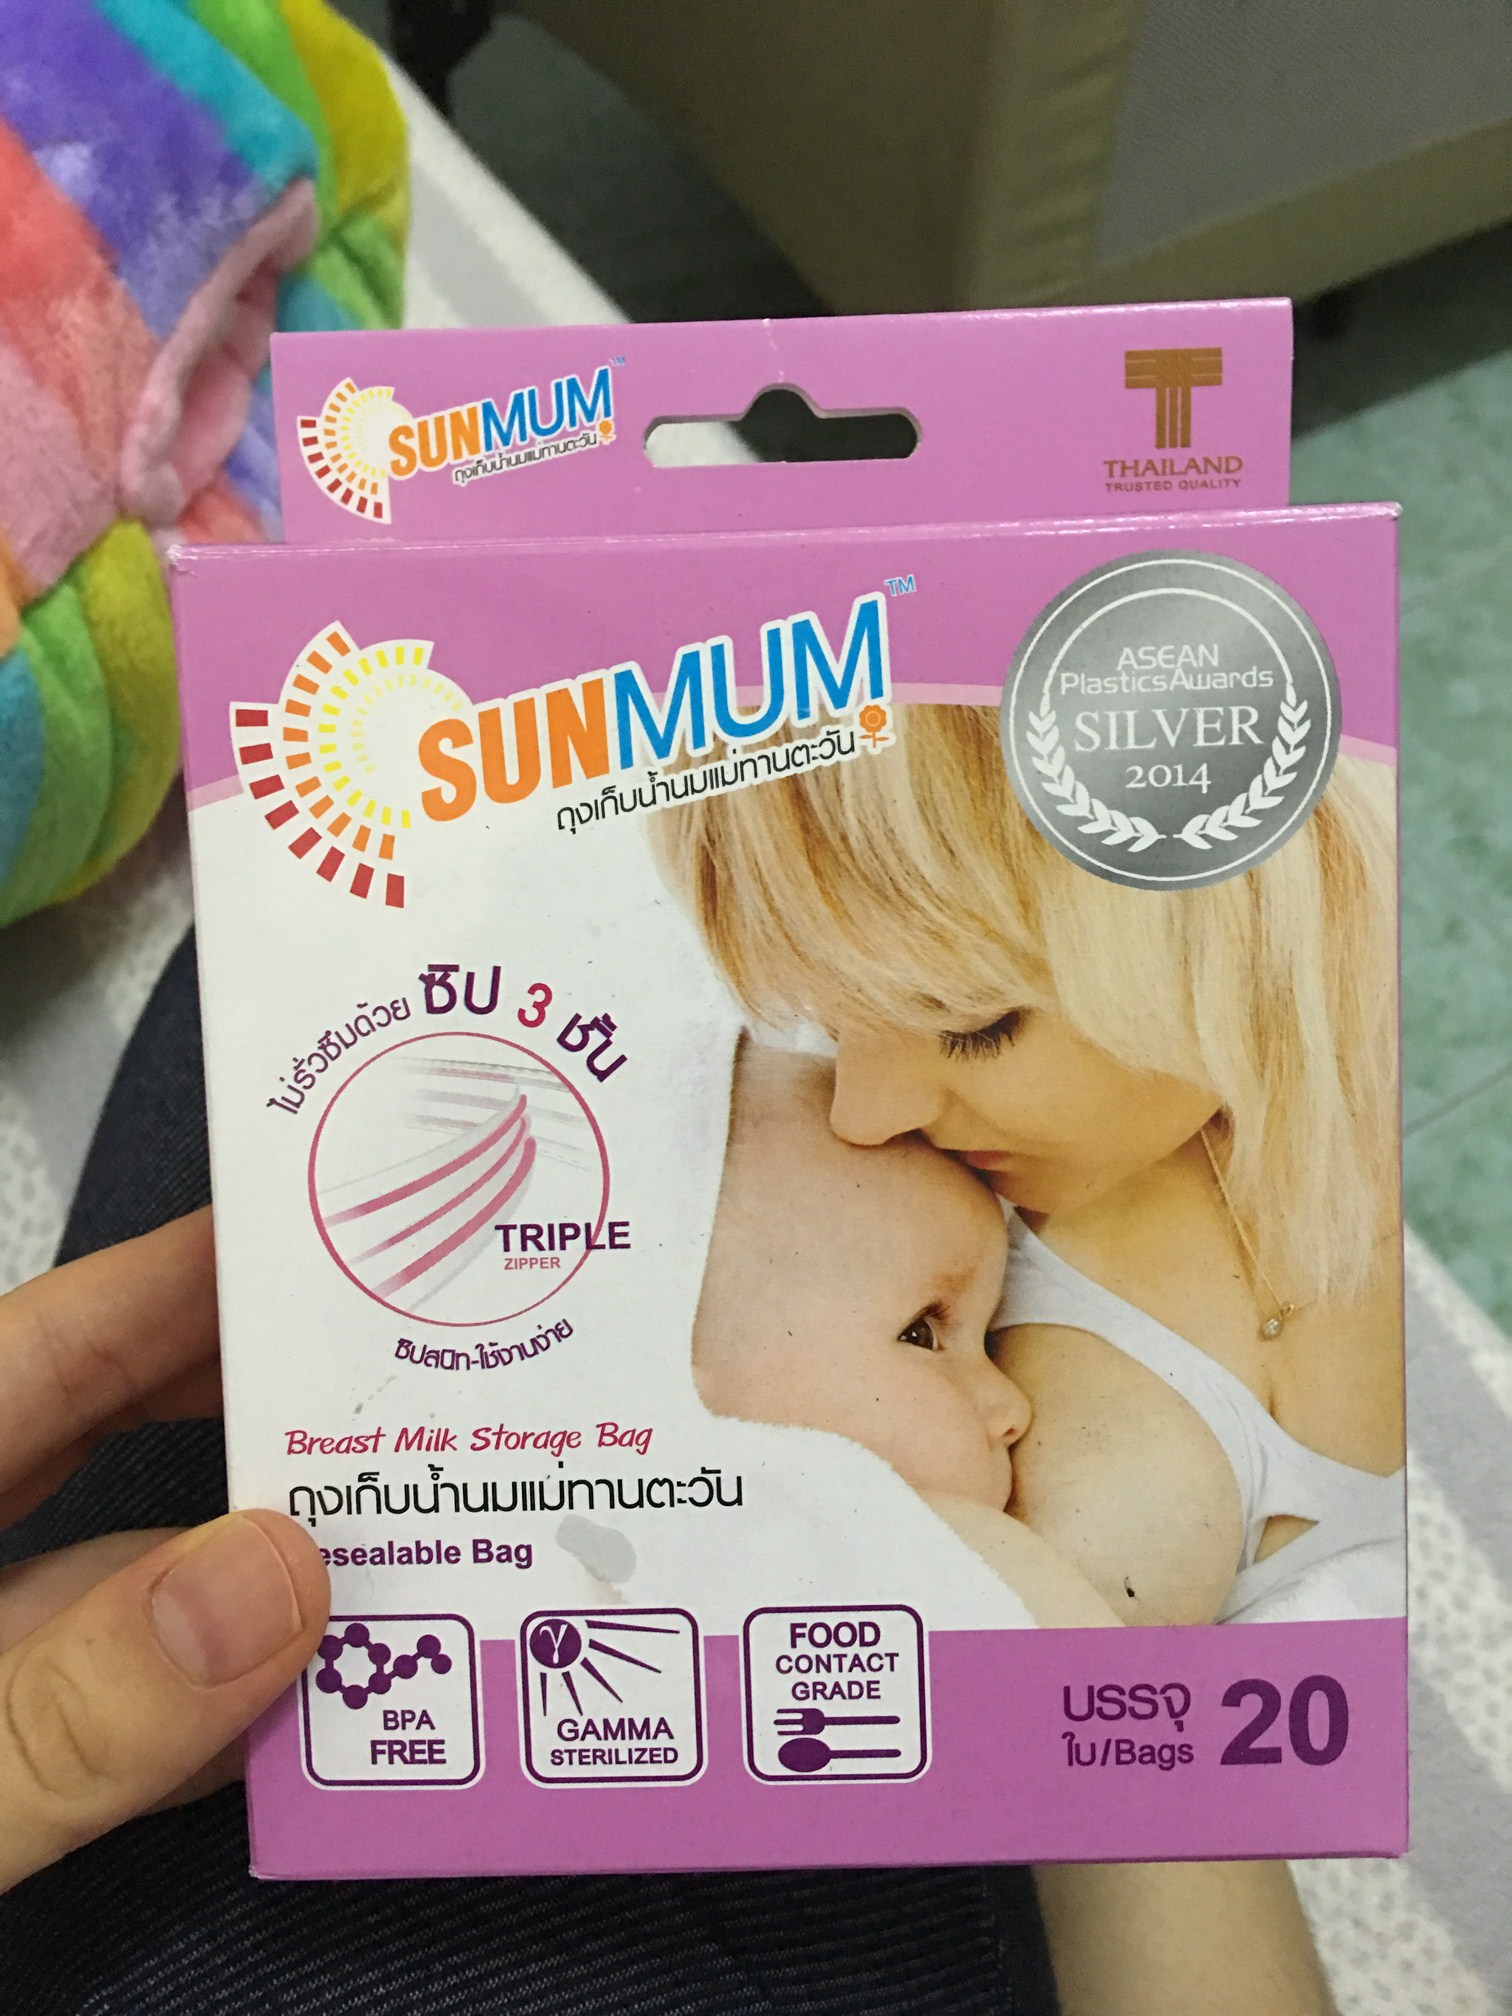 SUNMUM™
ถุงเก็บน้ำนมแม่ทานตะวัน
THAILAND
TRUSTED QUALITY
SUNMUM™
ถุงเก็บน้ำนมแม่ทานตะวัน
ASEAN
Plastics Awards
SILVER
2014
ไม่รั่วซึมด้วย ซิป 3 ชั้น
TRIPLE
ZIPPER
ซิปสนิท-ใช้งานง่าย
Breast Milk Storage Bag
ถุงเก็บน้ำนมแม่ทานตะวัน
esealable Bag
BPA
FREE
γ
GAMMA
STERILIZED
FOOD
CONTACT
GRADE
บรรจุ 20
ใบ/Bags